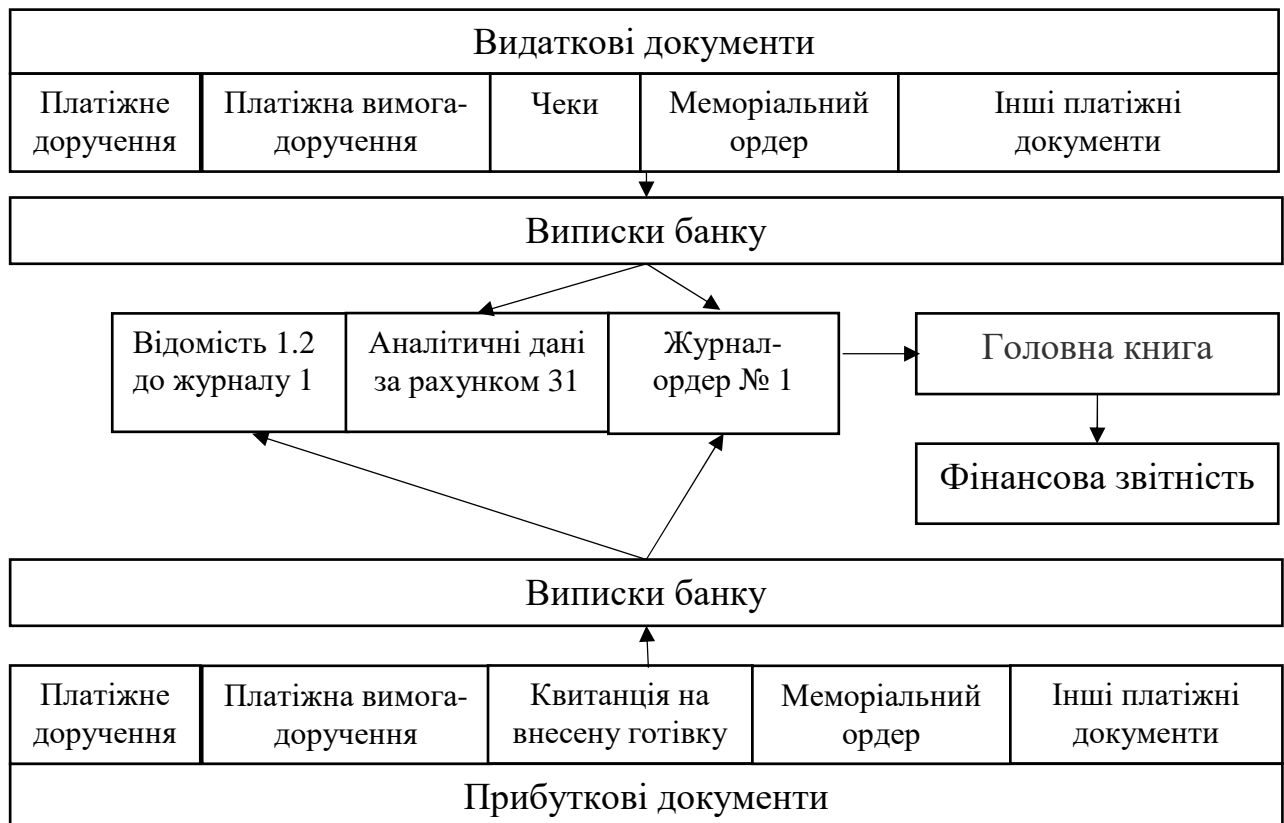 Видаткові документи
Платіжне
доручення
Платіжна вимога-
доручення
Чеки
Меморіальний
ордер
Інші платіжні
документи
Виписки банку
Відомість 1.2
до журналу 1
Аналітичні дані
за рахунком 31
Журнал-
ордер № 1
Головна книга
Фінансова звітність
Виписки банку
Платіжне
доручення
Платіжна вимога-
доручення
Квитанція на
внесену готівку
Меморіальний
ордер
Інші платіжні
документи
Прибуткові документи